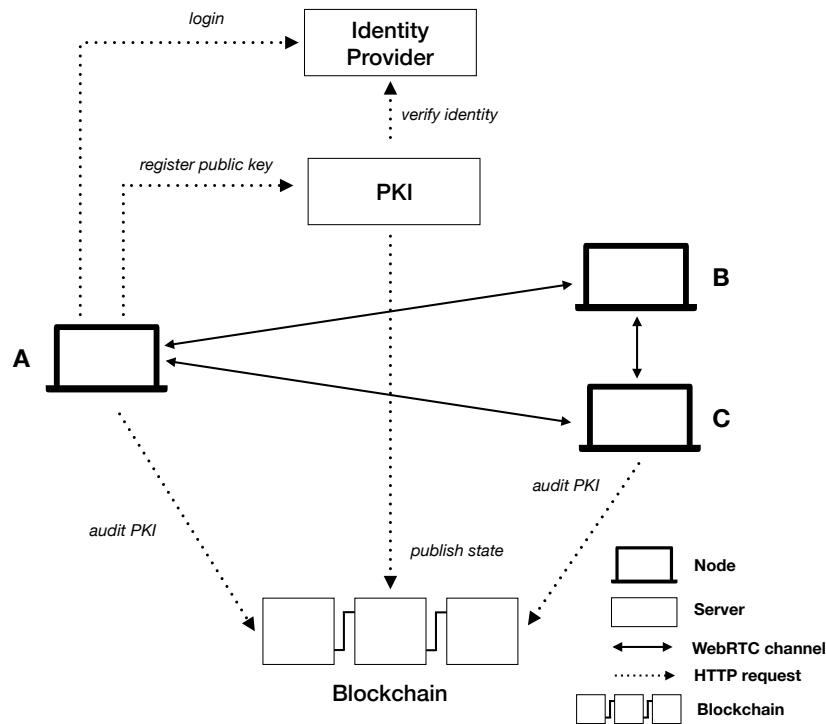 login
Identity
Provider
verify identity
register public key
PKI
B
A
C
audit PKI
audit PKI
publish state
Node
Server
WebRTC channel
HTTP request
Blockchain
Blockchain